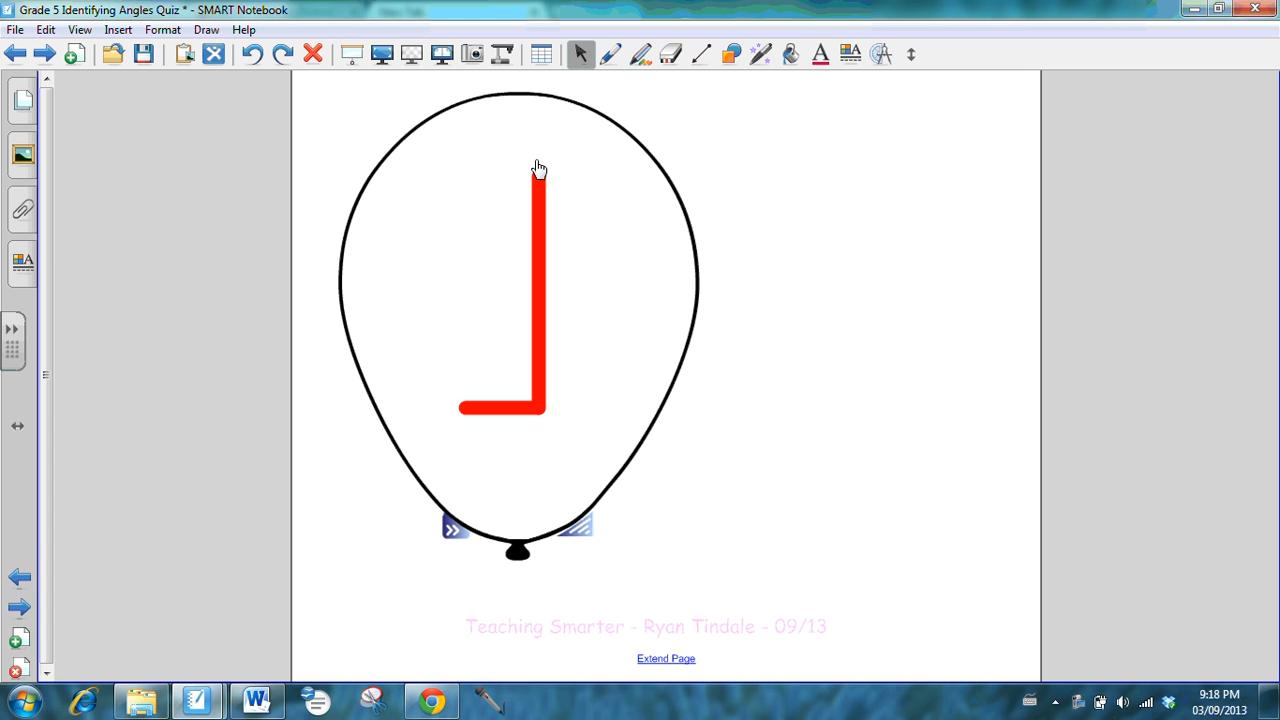 Grade 5 Identifying Angles Quiz * - SMART Notebook
File Edit View Insert Format Draw Help
Teaching Smarter - Ryan Tindale - 09/13
Extend Page
9:18 PM
03/09/2013